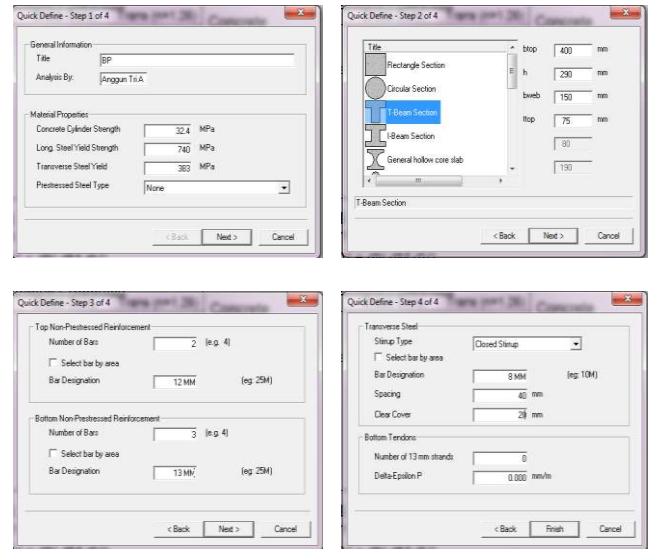 Quick Define - Step 1 of 4
General Information
Title BP
Analysis By: Anggun Tri.A
Material Properties
Concrete Cylinder Strength 32.4 MPa
Long. Steel Yield Strength 740 MPa
Transverse Steel Yield 383 MPa
Prestressed Steel Type None
< Back Next > Cancel
Quick Define - Step 2 of 4
Title
Rectangle Section
Circular Section
T-Beam Section
I-Beam Section
General hollow core slab
btop 400 mm
h 290 mm
bweb 150 mm
ttop 75 mm
80
190
T-Beam Section
< Back Next > Cancel
Quick Define - Step 3 of 4
Top Non-Prestressed Reinforcement
Number of Bars 2 (e.g. 4)
Select bar by area
Bar Designation 12 MM (eg: 25M)
Bottom Non-Prestressed Reinforcement
Number of Bars 3 (e.g. 4)
Select bar by area
Bar Designation 13 MM (eg: 25M)
< Back Next > Cancel
Quick Define - Step 4 of 4
Transverse Steel
Stirrup Type Closed Stirrup
Select bar by area
Bar Designation 8 MM (eg: 10M)
Spacing 40 mm
Clear Cover mm
Bottom Tendons
Number of 13 mm strands 0
Delta-Epsilon P 0.000 mm/m
< Back Finish Cancel